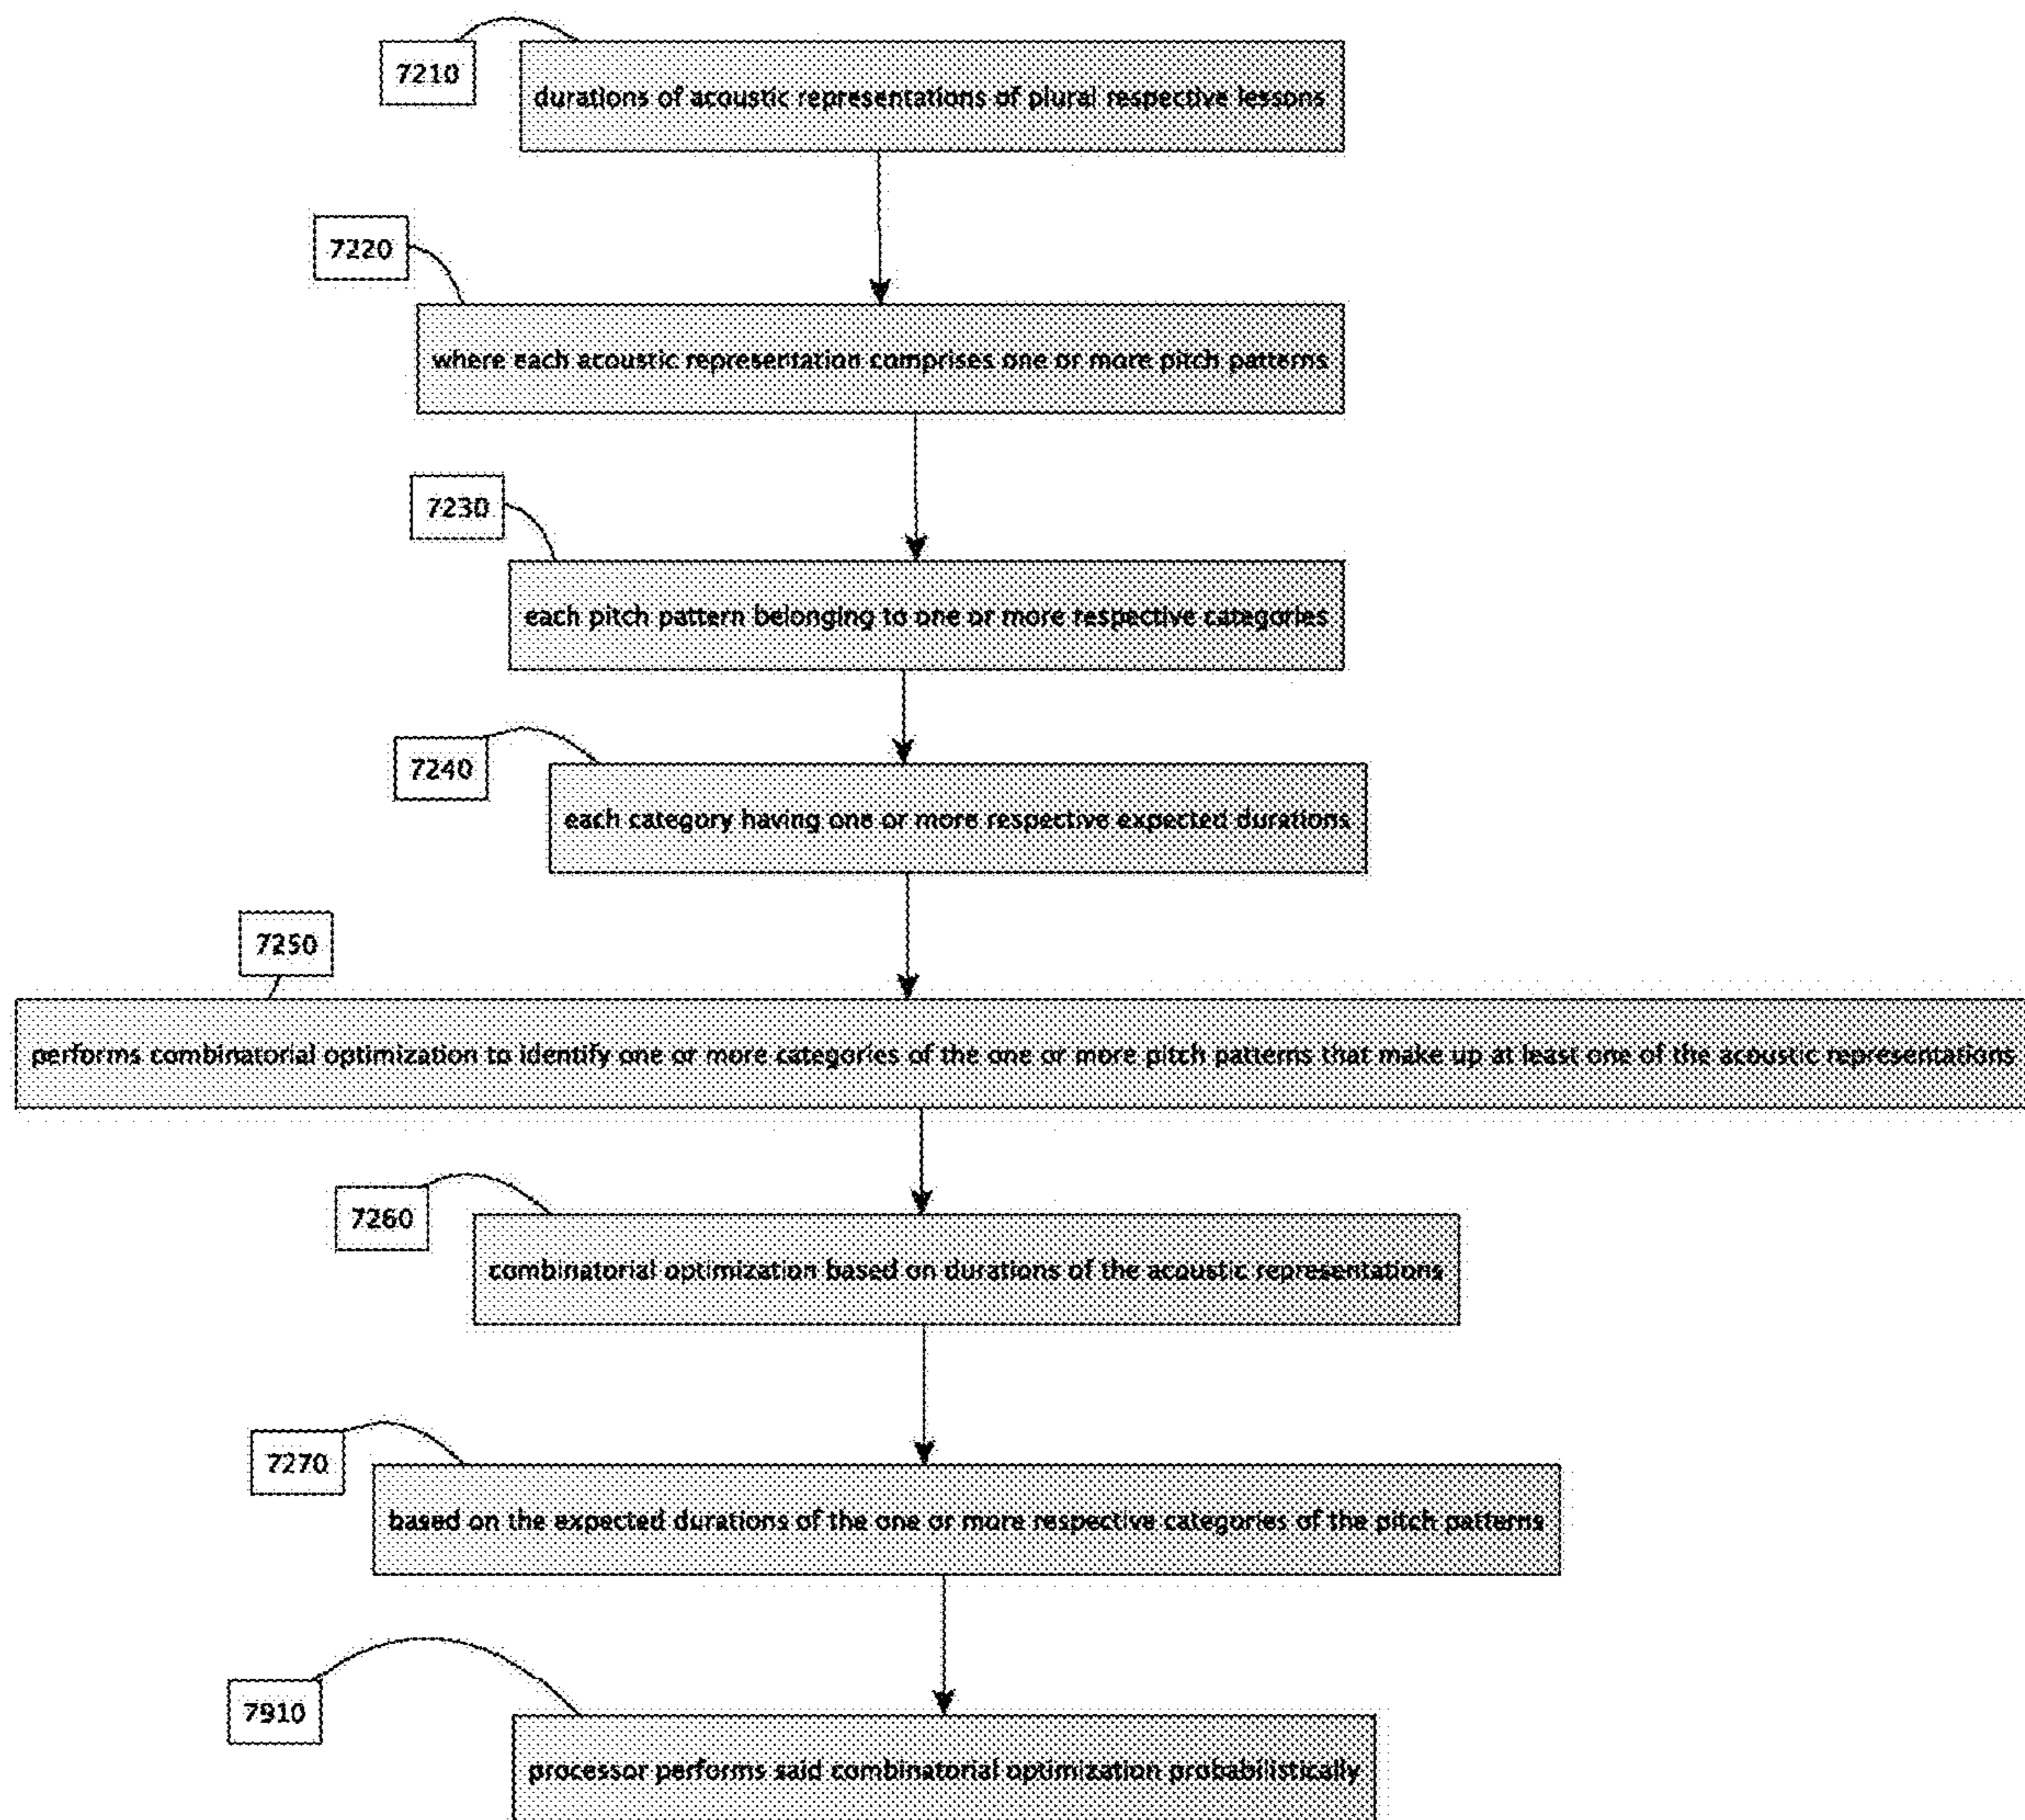 7210
durations of acoustic representations of plural respective lessons
7220
where each acoustic representation comprises one or more pitch patterns
7230
each pitch pattern belonging to one or more respective categories
7240
each category having one or more respective expected durations
7250
performs combinatorial optimization to identify one or more categories of the one or more pitch patterns that make up at least one of the acoustic representations
7260
combinatorial optimization based on durations of the acoustic representations
7270
based on the expected durations of the one or more respective categories of the pitch patterns
7910
processor performs said combinatorial optimization probabilistically